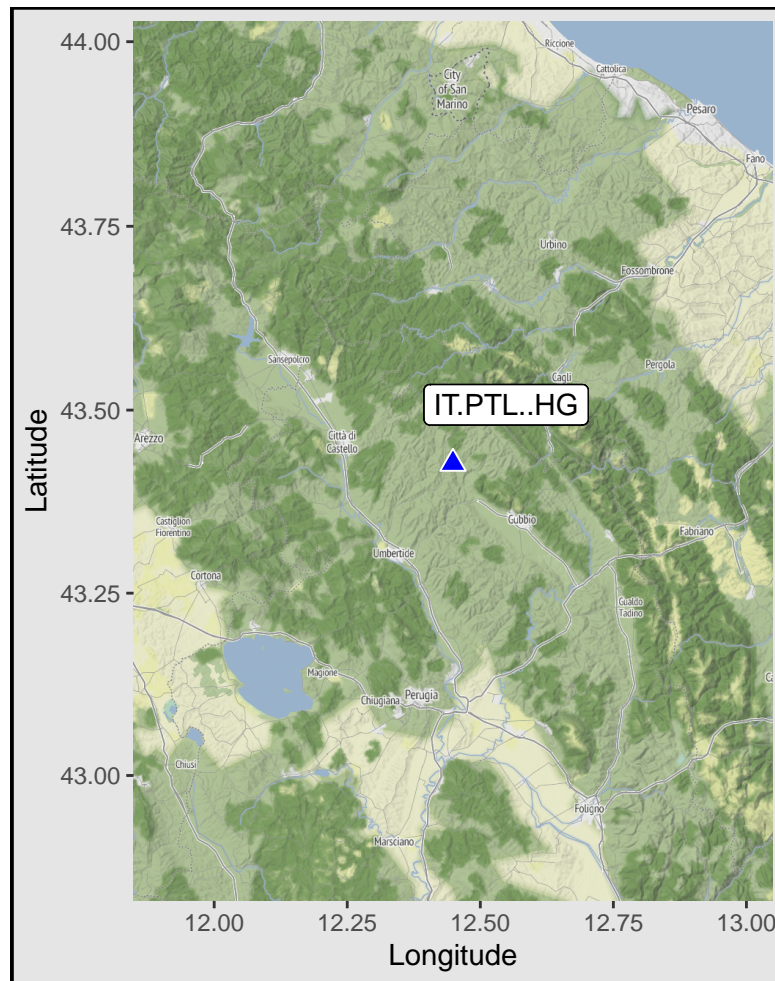 44.00
43.75
43.50
43.25
43.00
Latitude
Riccione
Cattolica
City
of San
Marino
Pesaro
Fano
Urbino
Fossombrone
Sansepolcro
Cagli
Pergola
IT.PTL..HG
Arezzo
Città di
Castello
Castiglion
Fiorentino
Gubbio
Fabriano
Umbertide
Cortona
Gualdo
Tadino
Magione
Ca
Chiugiana
Perugia
Chiusi
Foligno
Marsciano
12.00
12.25
12.50
12.75
13.00
Longitude